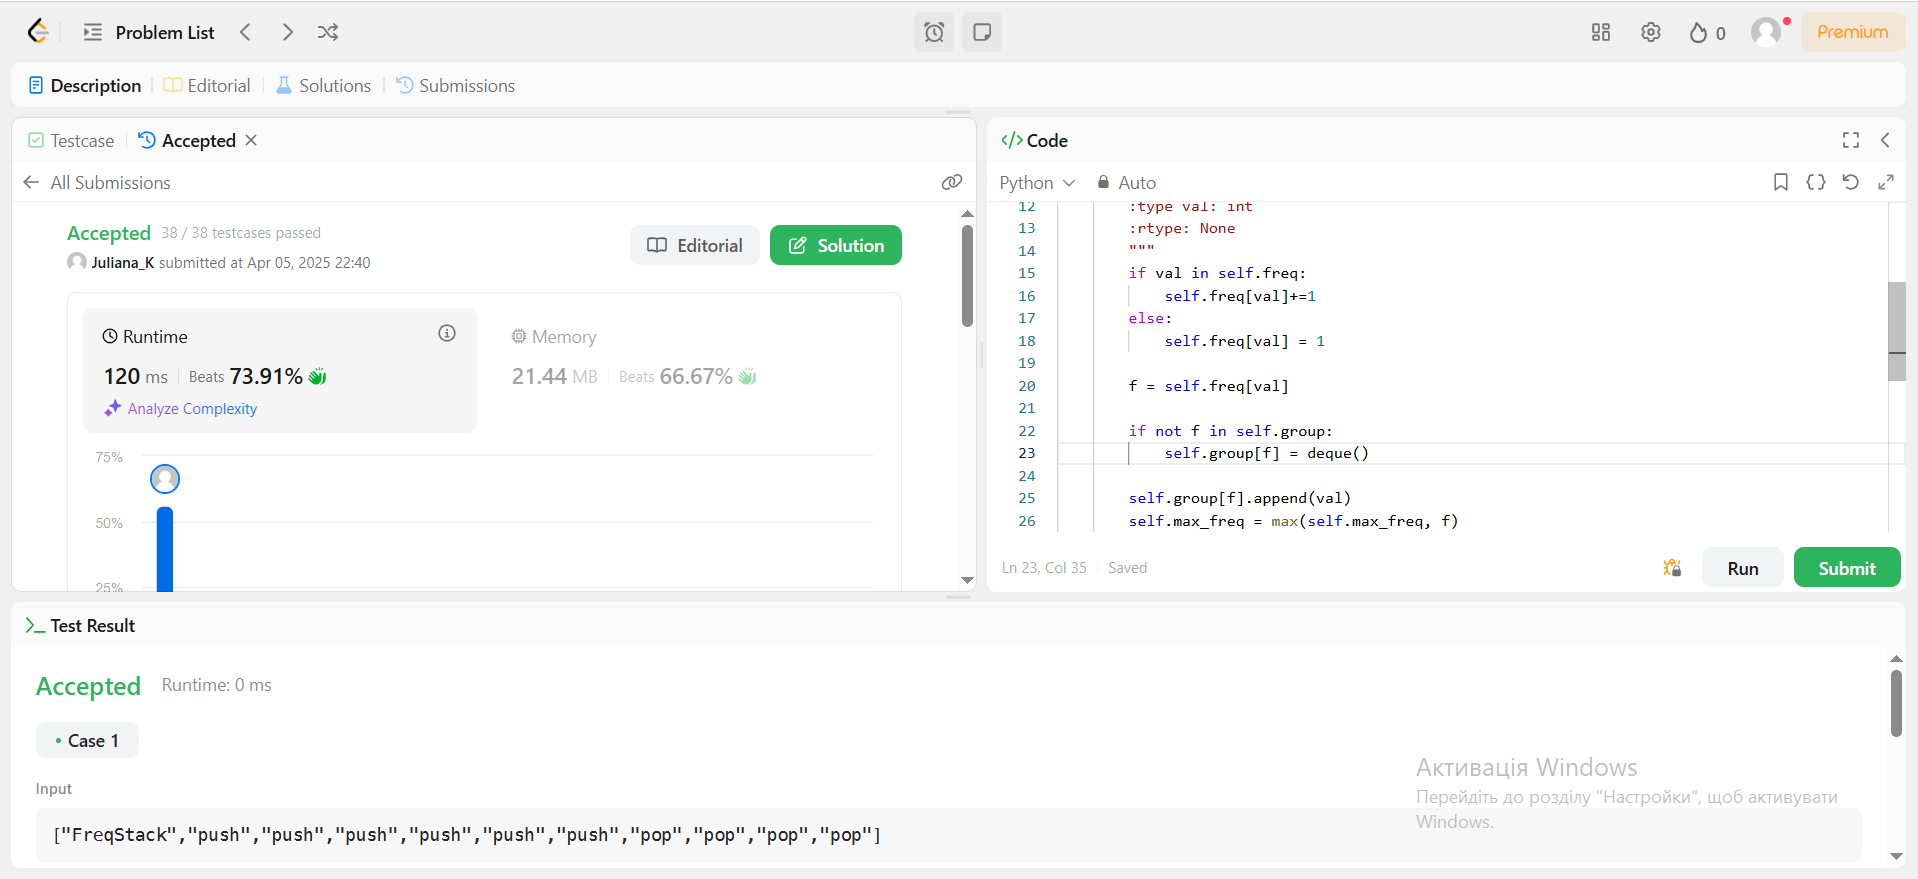 Problem List
0
Premium
Description
Editorial
Solutions
Submissions
Testcase
Accepted
All Submissions
Accepted 38 / 38 testcases passed
Juliana_K submitted at Apr 05, 2025 22:40
Editorial
Solution
Runtime
120 ms
Beats 73.91%
Analyze Complexity
Memory
21.44 MB
Beats 66.67%
75%
50%
25%
</> Code
Python
Auto
12 :type val: int
13 :rtype: None
14 """
15 if val in self.freq:
16 self.freq[val]+=1
17 else:
18 self.freq[val] = 1
19
20 f = self.freq[val]
21
22 if not f in self.group:
23 self.group[f] = deque()
24
25 self.group[f].append(val)
26 self.max_freq = max(self.max_freq, f)
Ln 23, Col 35
Saved
Run
Submit
Test Result
Accepted
Runtime: 0 ms
• Case 1
Input
["FreqStack","push","push","push","push","push","push","pop","pop","pop","pop"]
Активація Windows
Перейдіть до розділу "Настройки", щоб активувати
Windows.